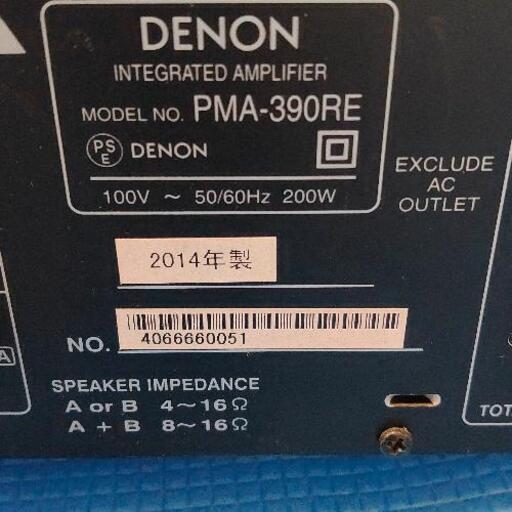 DENON
INTEGRATED AMPLIFIER
MODEL NO. PMA-390RE
PS E DENON
100V ~ 50/60Hz 200W
EXCLUDE
AC
OUTLET
2014年製
NO. 4066660051
SPEAKER IMPEDANCE
A or B 4~16Ω
A + B 8~16Ω
A
TOT